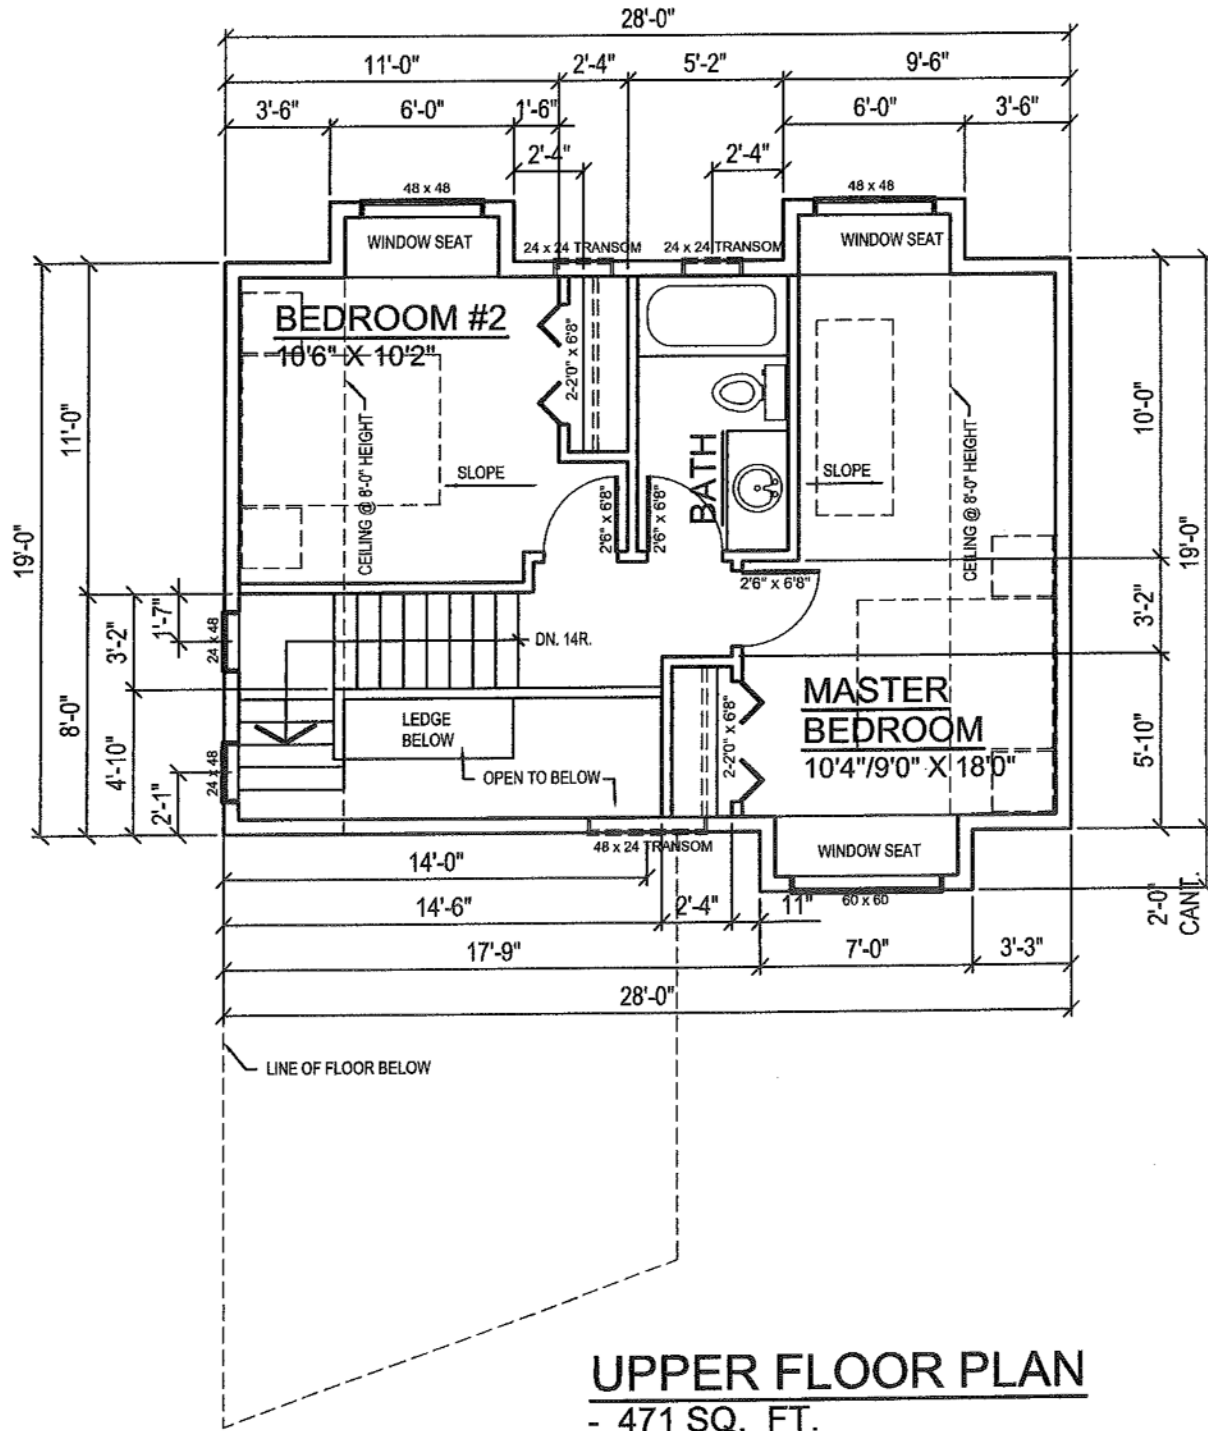 28'-0"
11'-0" 2'-4" 5'-2" 9'-6"
3'-6" 6'-0" 1'-6" 6'-0" 3'-6"
2'-4" 2'-4"
48 x 48 48 x 48
WINDOW SEAT WINDOW SEAT
24 x 24 TRANSOM 24 x 24 TRANSOM
BEDROOM #2
10'6" X 10'2"
2-2'0" x 6'8"
CEILING @ 8'-0" HEIGHT
SLOPE
BATH
SLOPE
CEILING @ 8'-0" HEIGHT
11'-0"
19'-0"
10'-0"
19'-0"
2'6" x 6'8"
2'6" x 6'8"
2'6" x 6'8"
1'-7"
3'-2"
24 x 48
DN. 14R.
3'-2"
8'-0"
4'-10"
2'-1"
24 x 48
LEDGE
BELOW
OPEN TO BELOW
2-2'0" x 6'8"
MASTER
BEDROOM
10'4"/9'0" X 18'0"
5'-10"
48 x 24 TRANSOM
WINDOW SEAT
60 x 60
2'-0"
CANT.
14'-0"
14'-6" 2'-4" 11"
17'-9" 7'-0" 3'-3"
28'-0"
LINE OF FLOOR BELOW
UPPER FLOOR PLAN
- 471 SQ. FT.